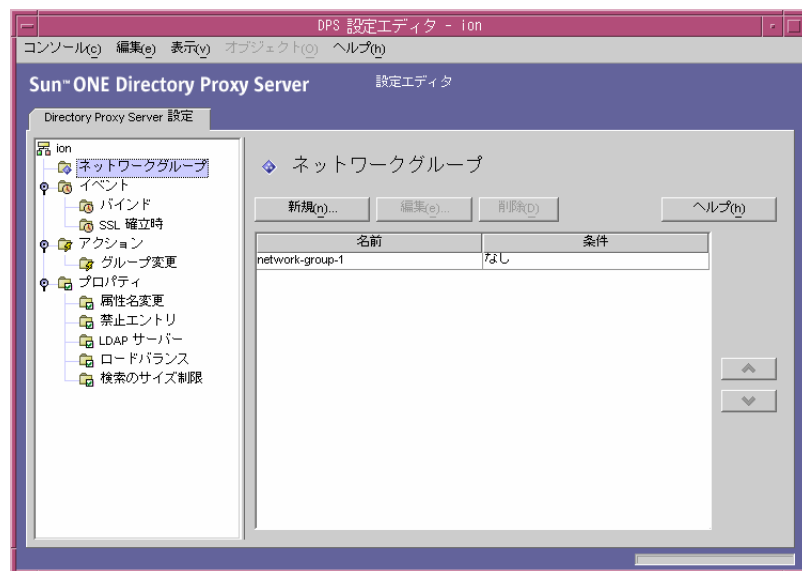 DPS 設定エディタ - ion
コンソール(c) 編集(e) 表示(v) オブジェクト(O) ヘルプ(h)
Sun™ ONE Directory Proxy Server 設定エディタ
Directory Proxy Server 設定
ion
ネットワークグループ
イベント
バインド
SSL 確立時
アクション
グループ変更
プロパティ
属性名変更
禁止エントリ
LDAP サーバー
ロードバランス
検索のサイズ制限
ネットワークグループ
新規(n)... 編集(e)... 削除(D) ヘルプ(h)
名前 条件
network-group-1 なし